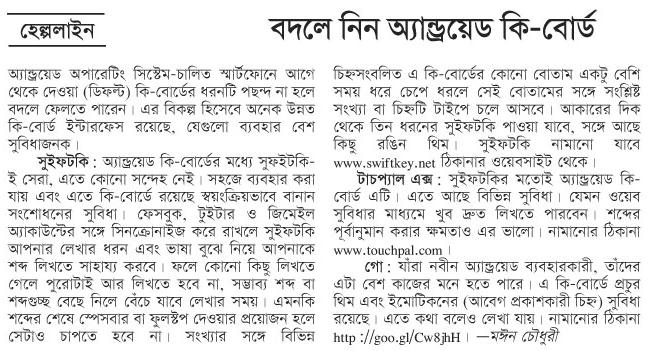 হেল্পলাইন
বদলে নিন অ্যান্ড্রয়েড কি-বোর্ড
অ্যান্ড্রয়েড অপারেটিং সিস্টেম-চালিত স্মার্টফোনে আগে
থেকে দেওয়া (ডিফল্ট) কি-বোর্ডের ধরনটি পছন্দ না হলে
বদলে ফেলতে পারেন। এর বিকল্প হিসেবে অনেক উন্নত
কি-বোর্ড ইন্টারফেস রয়েছে, যেগুলো ব্যবহার বেশ
সুবিধাজনক।
সুইফটকি : অ্যান্ড্রয়েড কি-বোর্ডের মধ্যে সুফইটকি-
ই সেরা, এতে কোনো সন্দেহ নেই। সহজে ব্যবহার করা
যায় এবং এতে কি-বোর্ডে রয়েছে স্বয়ংক্রিয়ভাবে বানান
সংশোধনের সুবিধা। ফেসবুক, টুইটার ও জিমেইল
অ্যাকাউন্টের সঙ্গে সিনক্রোনাইজ করে রাখলে সুইফটকি
আপনার লেখার ধরন এবং ভাষা বুঝে নিয়ে আপনাকে
শব্দ লিখতে সাহায্য করবে। ফলে কোনো কিছু লিখতে
গেলে পুরোটাই আর লিখতে হবে না, সম্ভাব্য শব্দ বা
শব্দগুচ্ছ বেছে নিলে বেঁচে যাবে লেখার সময়। এমনকি
শব্দের শেষে স্পেসবার বা ফুলস্টপ দেওয়ার প্রয়োজন হলে
সেটাও চাপতে হবে না। সংখ্যার সঙ্গে বিভিন্ন
চিহ্নসংবলিত এ কি-বোর্ডের কোনো বোতাম একটু বেশি
সময় ধরে চেপে ধরলে সেই বোতামের সঙ্গে সংশ্লিষ্ট
সংখ্যা বা চিহ্নটি টাইপে চলে আসবে। আকারের দিক
থেকে তিন ধরনের সুইফটকি পাওয়া যাবে, সঙ্গে আছে
কিছু রঙিন থিম। সুইফটকি নামানো যাবে
www.swiftkey.net ঠিকানার ওয়েবসাইট থেকে।
টাচপ্যাল এক্স : সুইফটকির মতোই অ্যান্ড্রয়েড কি-
বোর্ড এটি। এতে আছে বিভিন্ন সুবিধা। যেমন ওয়েব
সুবিধার মাধ্যমে খুব দ্রুত লিখতে পারবেন। শব্দের
পূর্বানুমান করার ক্ষমতাও এর ভালো। নামানোর ঠিকানা
www.touchpal.com ।
গো : যাঁরা নবীন অ্যান্ড্রয়েড ব্যবহারকারী, তাঁদের
এটা বেশ কাজের মনে হতে পারে। এ কি-বোর্ডে প্রচুর
থিম এবং ইমোটিকনের (আবেগ প্রকাশকারী চিহ্ন) সুবিধা
রয়েছে। এতে কথা বলেও লেখা যায়। নামানোর ঠিকানা
http ://goo.gl/Cw8jhH । —মঈন চৌধুরী